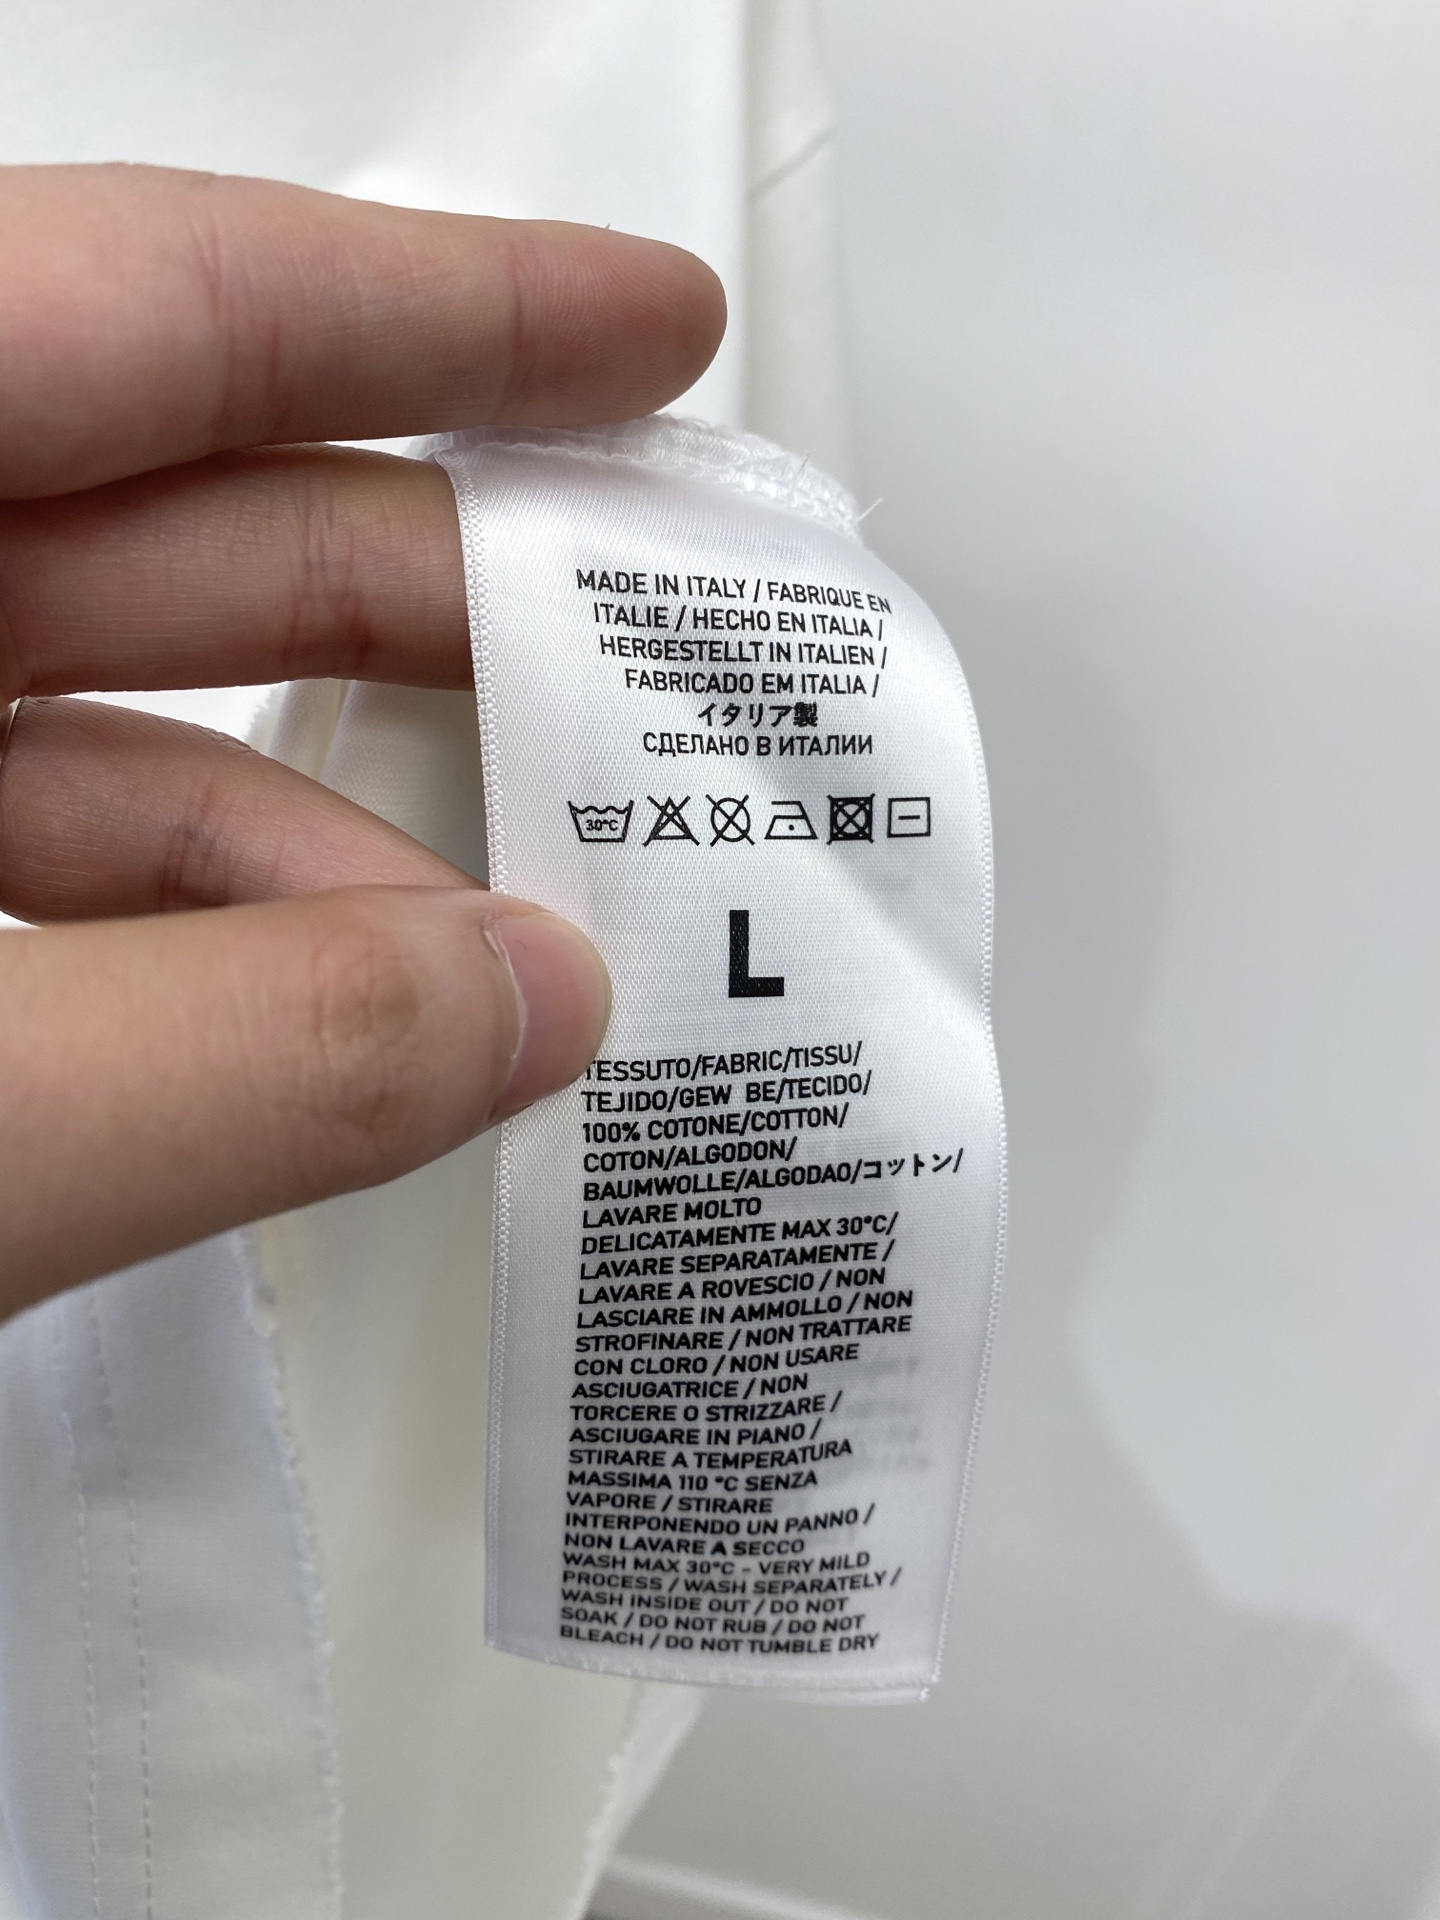 MADE IN ITALY / FABRIQUE EN
ITALIE / HECHO EN ITALIA /
HERGESTELLT IN ITALIEN /
FABRICADO EM ITALIA /
イタリア製
СДЕЛАНО В ИТАЛИИ
30°C
L
TESSUTO/FABRIC/TISSU/
TEJIDO/GEW BE/TECIDO/
100% COTONE/COTTON/
COTON/ALGODON/
BAUMWOLLE/ALGODAO/コットン/
LAVARE MOLTO
DELICATAMENTE MAX 30°C/
LAVARE SEPARATAMENTE /
LAVARE A ROVESCIO / NON
LASCIARE IN AMMOLLO / NON
STROFINARE / NON TRATTARE
CON CLORO / NON USARE
ASCIUGATRICE / NON
TORCERE O STRIZZARE /
ASCIUGARE IN PIANO /
STIRARE A TEMPERATURA
MASSIMA 110 °C SENZA
VAPORE / STIRARE
INTERPONENDO UN PANNO /
NON LAVARE A SECCO
WASH MAX 30°C - VERY MILD
PROCESS / WASH SEPARATELY /
WASH INSIDE OUT / DO NOT
SOAK / DO NOT RUB / DO NOT
BLEACH / DO NOT TUMBLE DRY